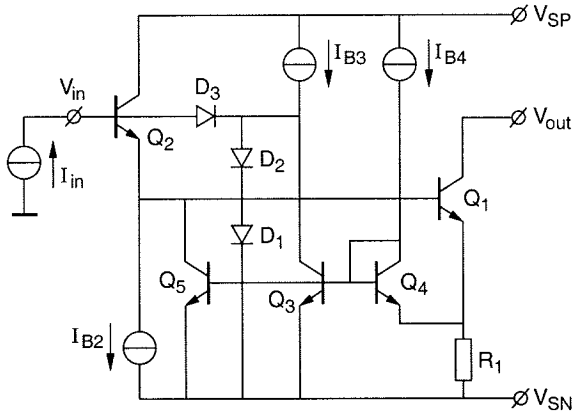 V_SP
I_B3
I_B4
V_in
D_3
V_out
Q_2
I_in
D_2
Q_1
D_1
Q_5
Q_3
Q_4
I_B2
R_1
V_SN